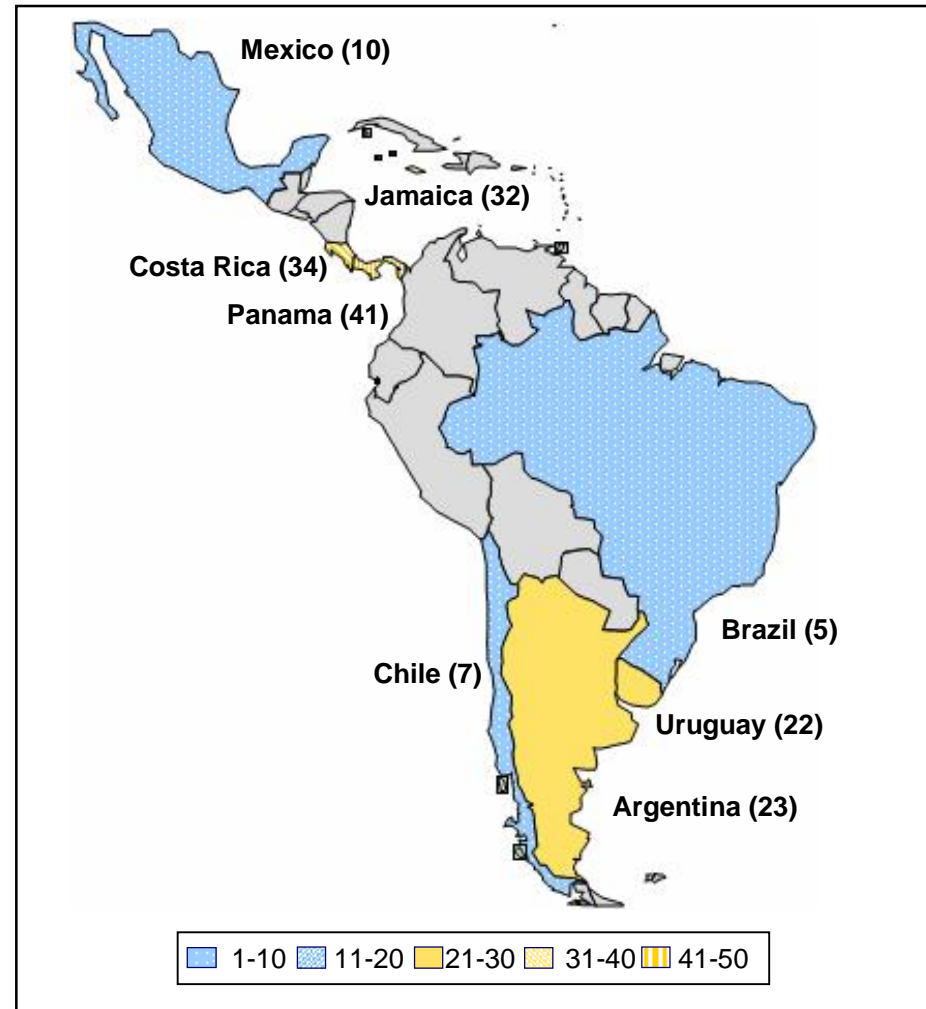 Mexico (10)
Jamaica (32)
Costa Rica (34)
Panama (41)
Brazil (5)
Chile (7)
Uruguay (22)
Argentina (23)
1-10 11-20 21-30 31-40 41-50